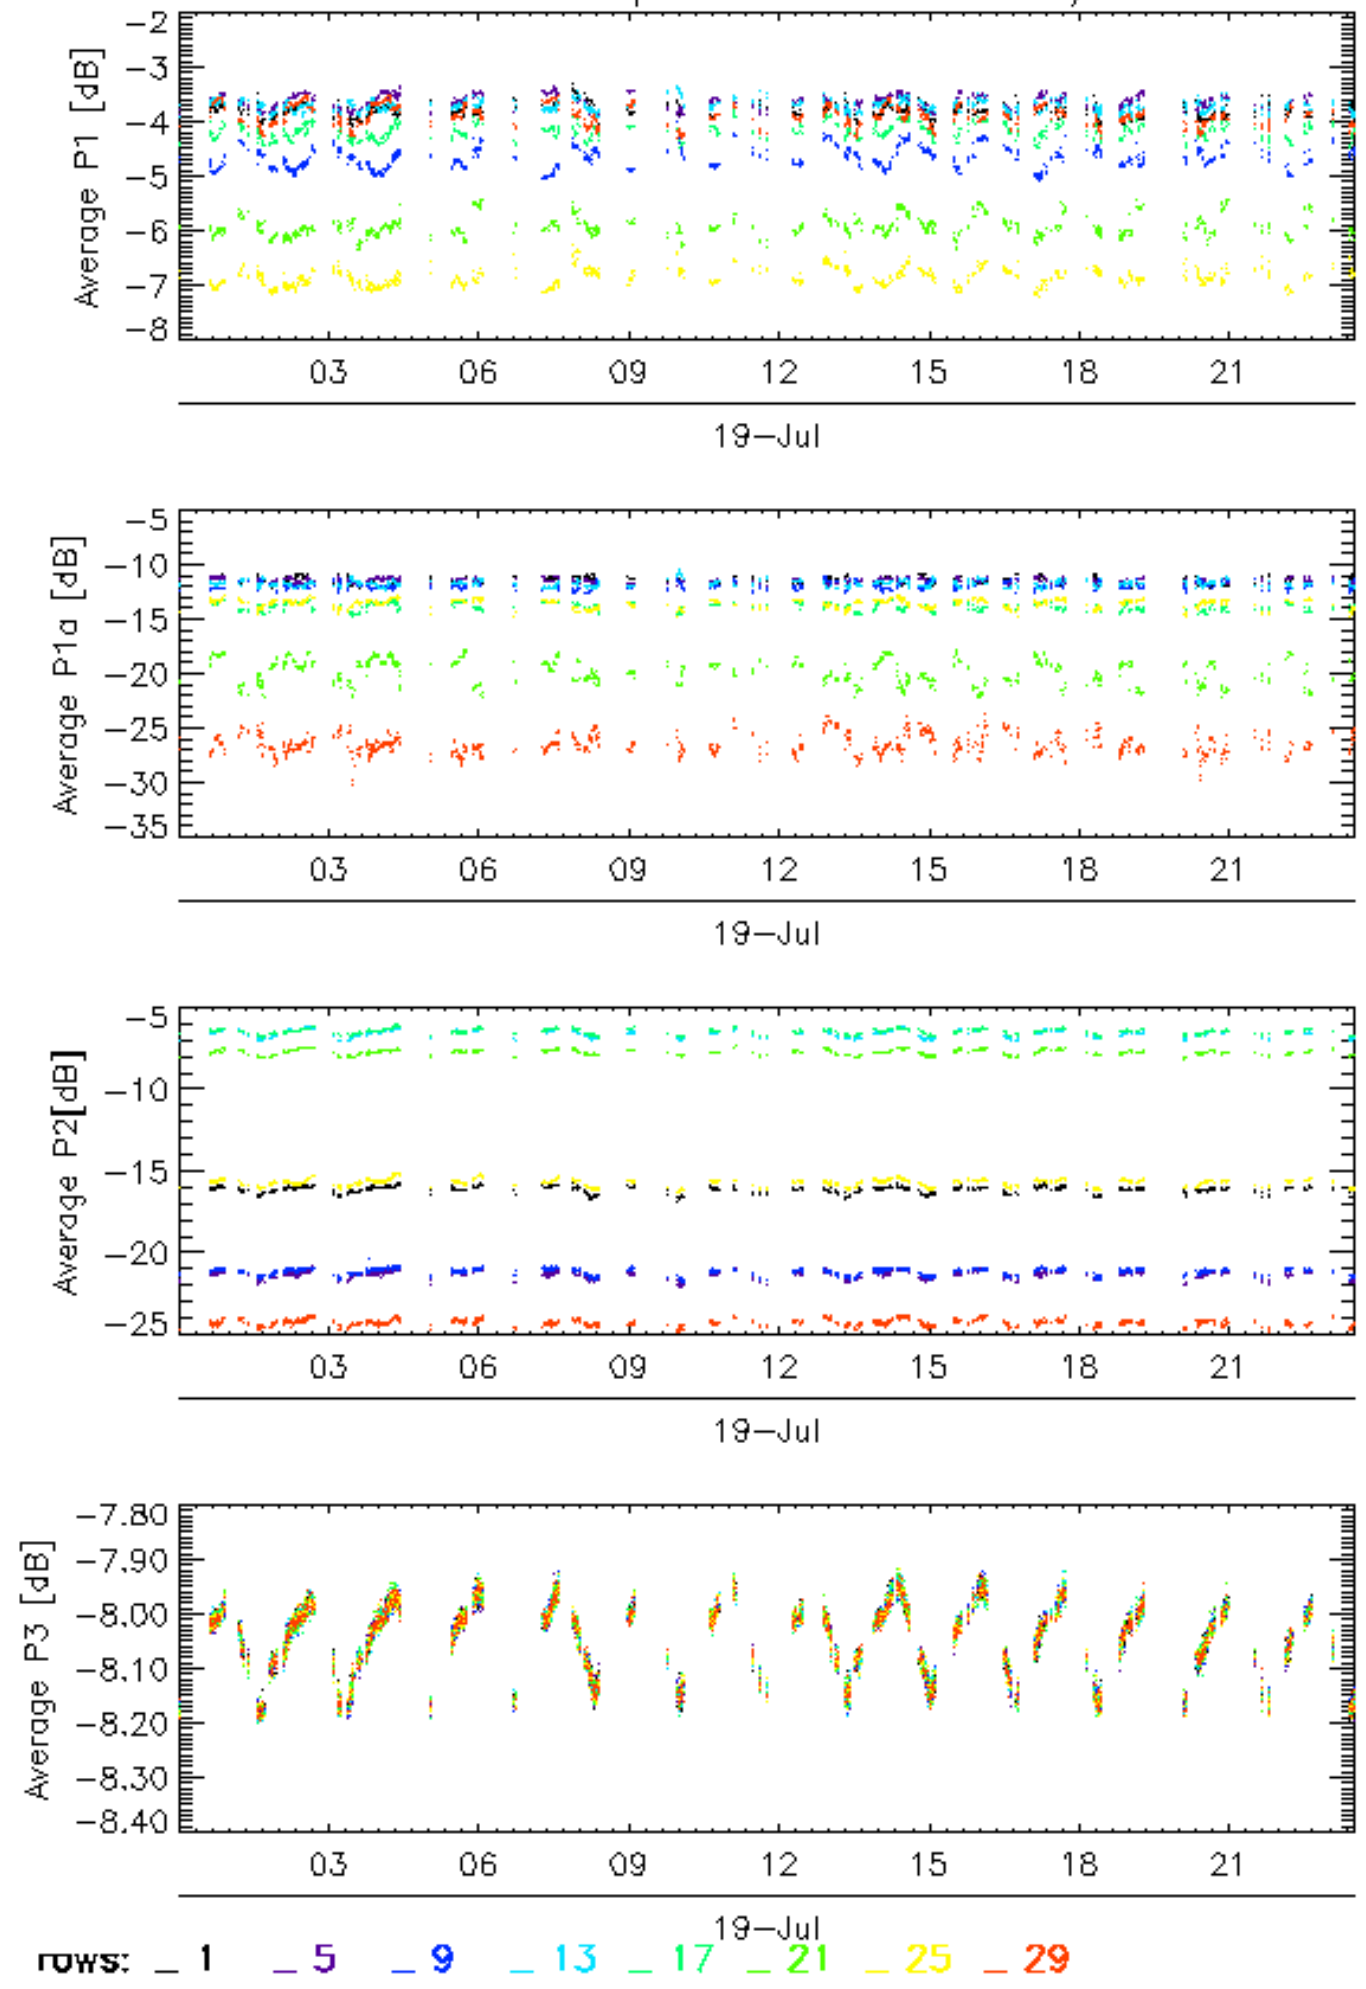 Average P1 [dB]
-2
-3
-4
-5
-6
-7
-8
03 06 09 12 15 18 21
19-Jul
Average P1a [dB]
-5
-10
-15
-20
-25
-30
-35
03 06 09 12 15 18 21
19-Jul
Average P2[dB]
-5
-10
-15
-20
-25
03 06 09 12 15 18 21
19-Jul
Average P3 [dB]
-7.80
-7.90
-8.00
-8.10
-8.20
-8.30
-8.40
03 06 09 12 15 18 21
19-Jul
rows: _ 1 _ 5 _ 9 _ 13 _ 17 _ 21 _ 25 _ 29